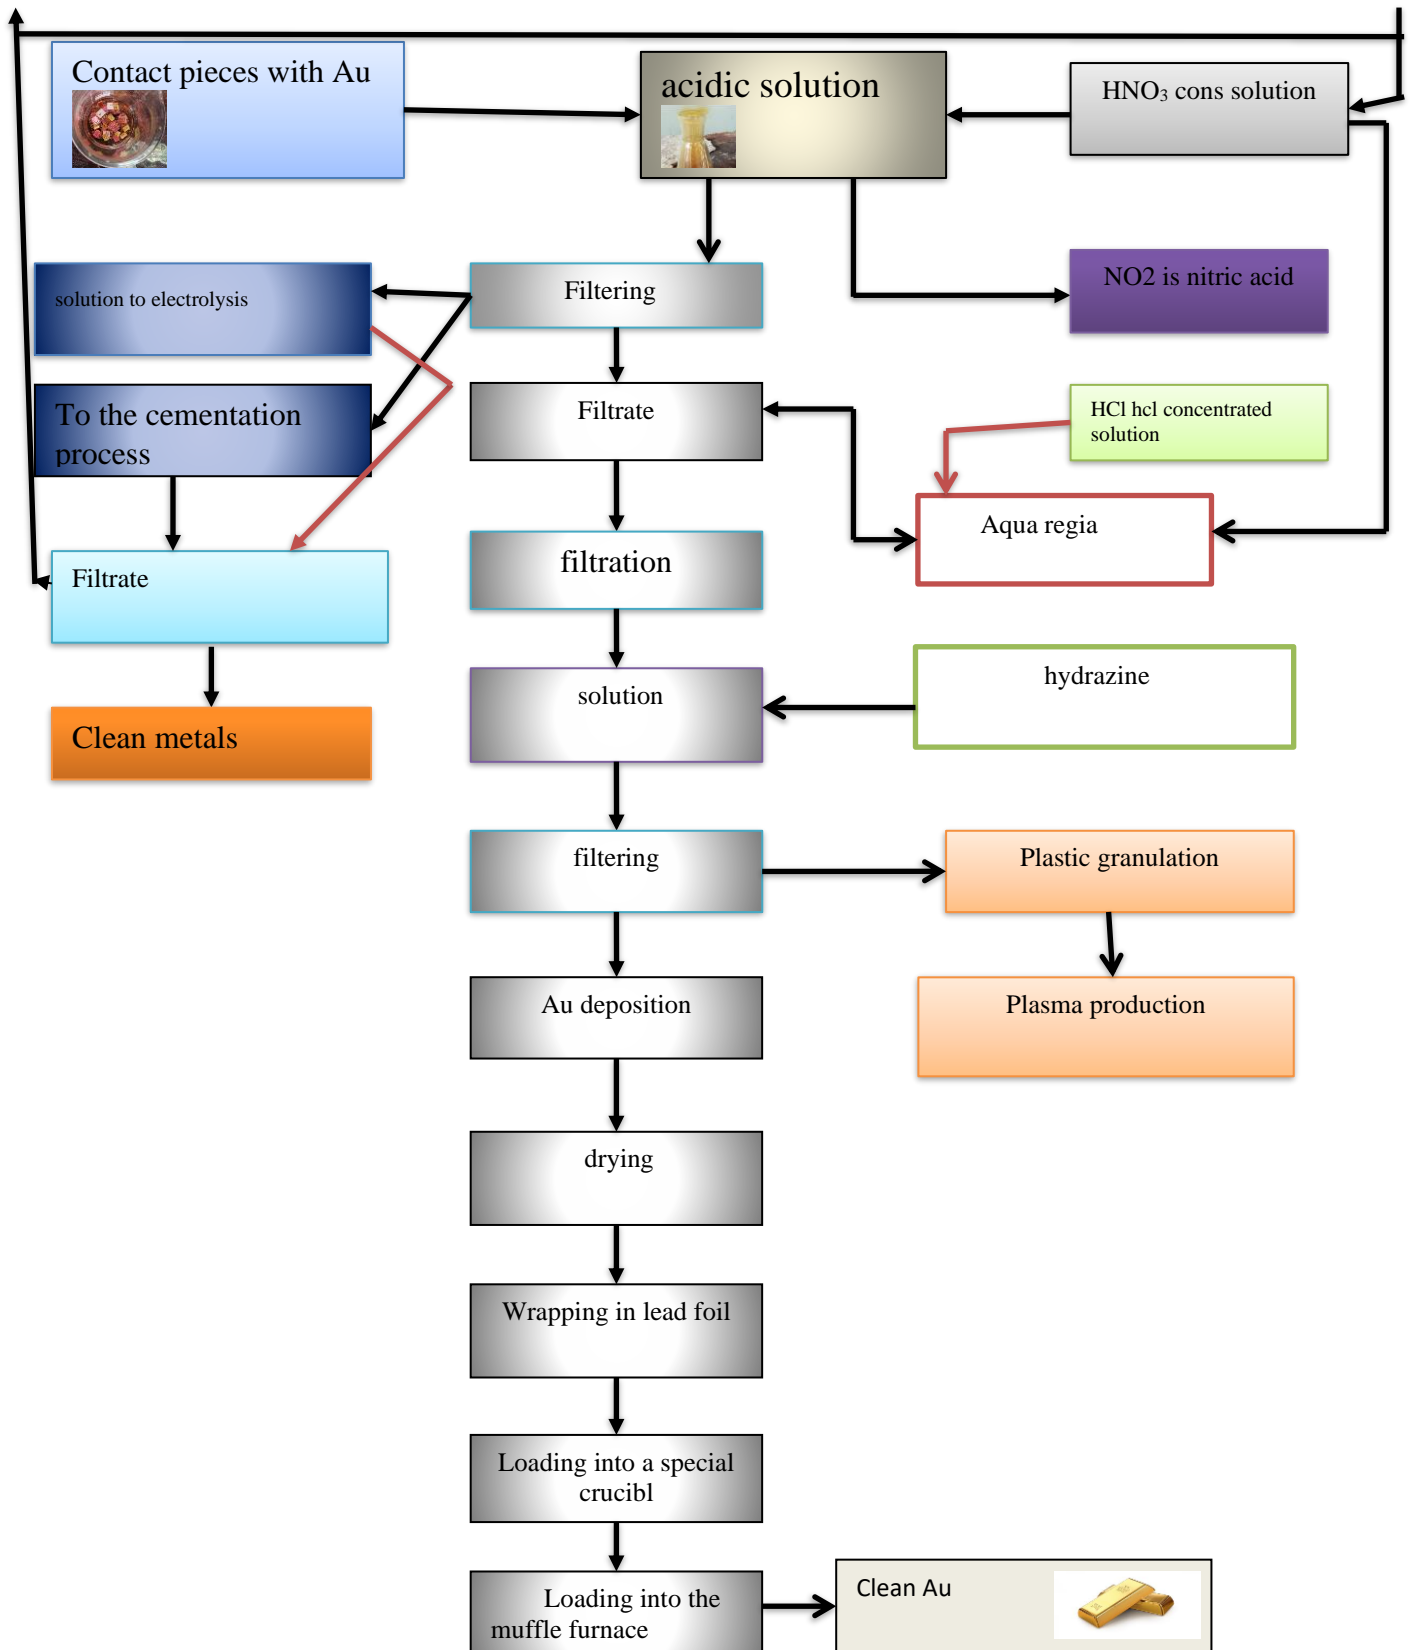 Contact pieces with Au
acidic solution
HNO₃ cons solution
solution to electrolysis
Filtering
NO2 is nitric acid
To the cementation
process
Filtrate
HCl hcl concentrated
solution
Aqua regia
filtration
Filtrate
solution
hydrazine
Clean metals
filtering
Plastic granulation
Au deposition
Plasma production
drying
Wrapping in lead foil
Loading into a special
crucibl
Loading into the
muffle furnace
Clean Au